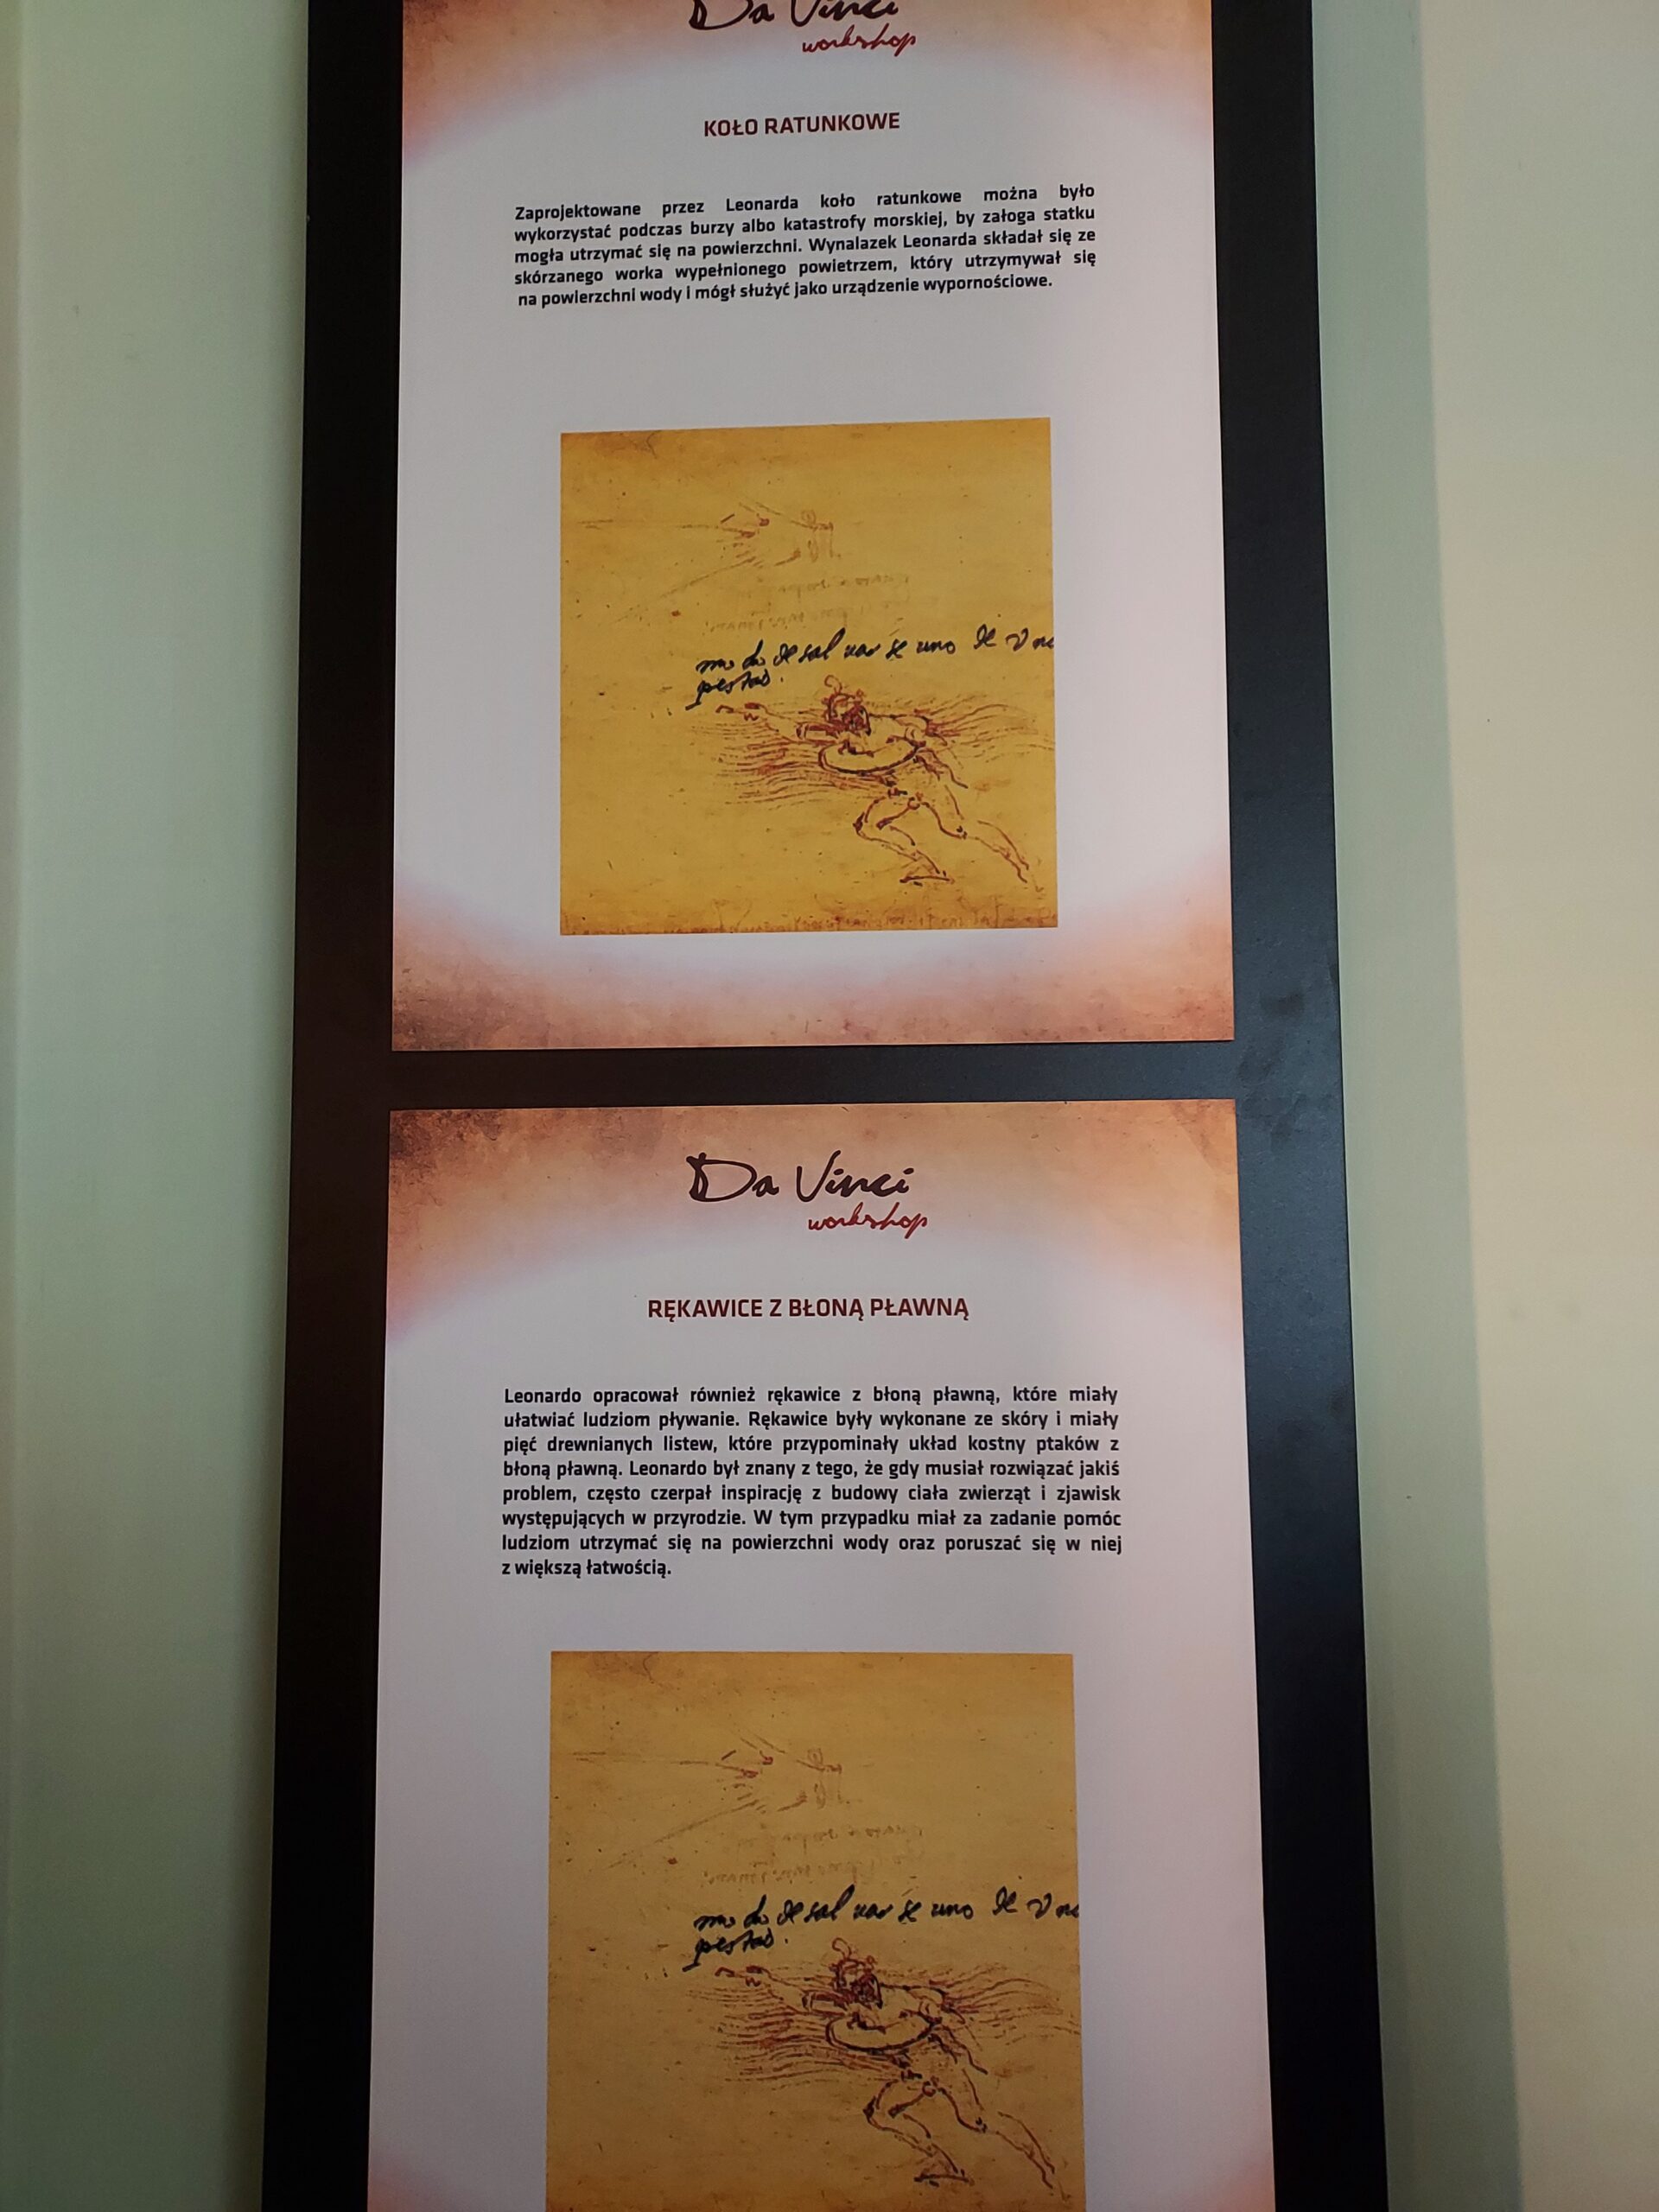 Da Vinci
workshop
KOŁO RATUNKOWE
Zaprojektowane przez Leonarda koło ratunkowe można było
wykorzystać podczas burzy albo katastrofy morskiej, by załoga statku
mogła utrzymać się na powierzchni. Wynalazek Leonarda składał się ze
skórzanego worka wypełnionego powietrzem, który utrzymywał się
na powierzchni wody i mógł służyć jako urządzenie wypornościowe.
Da Vinci
workshop
RĘKAWICE Z BŁONĄ PŁAWNĄ
Leonardo opracował również rękawice z błoną pławną, które miały
ułatwiać ludziom pływanie. Rękawice były wykonane ze skóry i miały
pięć drewnianych listew, które przypominały układ kostny ptaków z
błoną pławną. Leonardo był znany z tego, że gdy musiał rozwiązać jakiś
problem, często czerpał inspirację z budowy ciała zwierząt i zjawisk
występujących w przyrodzie. W tym przypadku miał za zadanie pomóc
ludziom utrzymać się na powierzchni wody oraz poruszać się w niej
z większą łatwością.